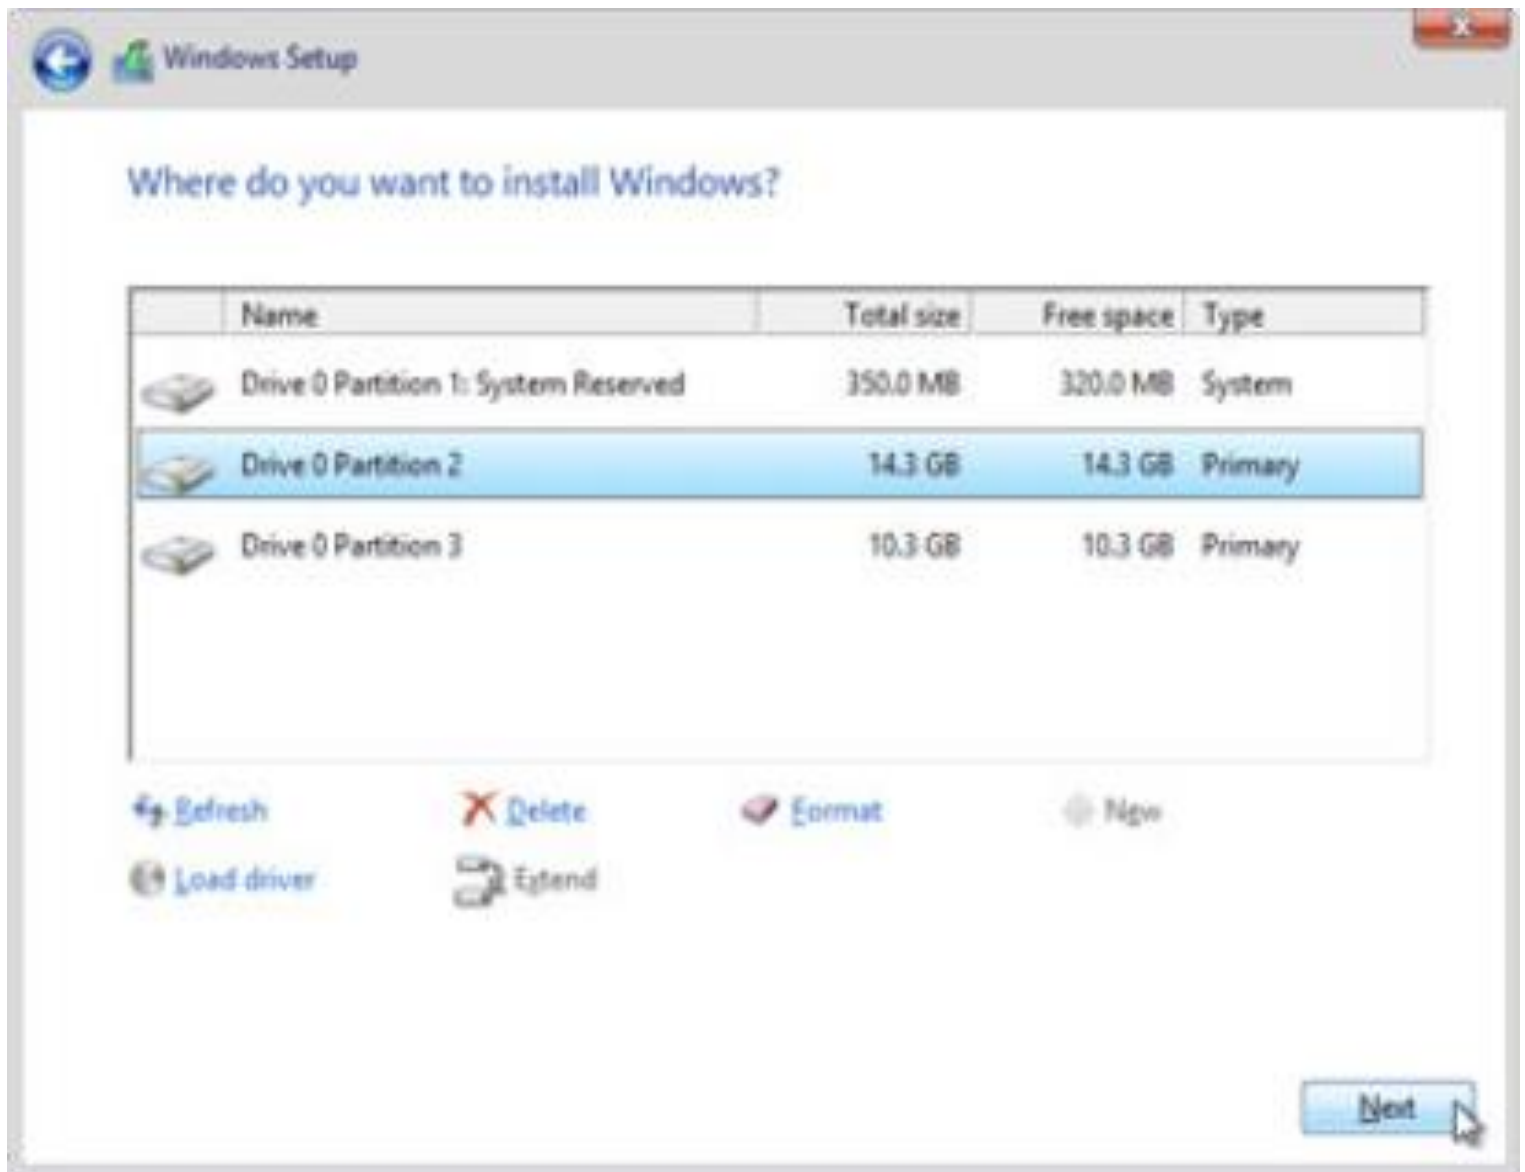 Windows Setup
x
Where do you want to install Windows?
Name Total size Free space Type
Drive 0 Partition 1: System Reserved 350.0 MB 320.0 MB System
Drive 0 Partition 2 14.3 GB 14.3 GB Primary
Drive 0 Partition 3 10.3 GB 10.3 GB Primary
Refresh Delete Format New
Load driver Extend
Next